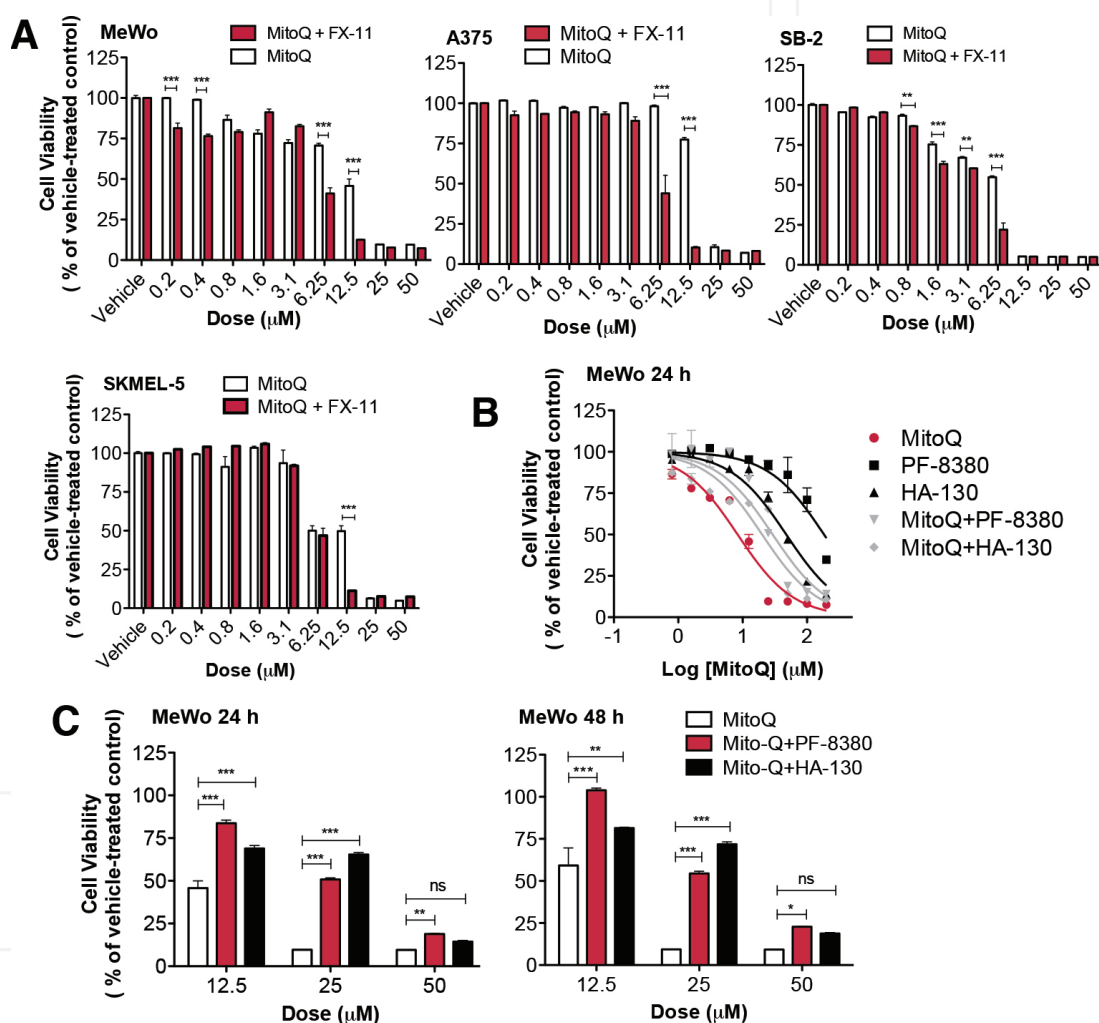 A
MeWo
MitoQ + FX-11
MitoQ
Cell Viability
( % of vehicle-treated control)
125
100
75
50
25
0
***
***
***
***
Vehicle
0.2
0.4
0.8
1.6
3.1
6.25
12.5
25
50
Dose (μM)
A375
MitoQ + FX-11
MitoQ
125
100
75
50
25
0
***
***
Vehicle
0.2
0.4
0.8
1.6
3.1
6.25
12.5
25
50
Dose (μM)
SB-2
MitoQ
MitoQ + FX-11
125
100
75
50
25
0
**
***
**
***
Vehicle
0.2
0.4
0.8
1.6
3.1
6.25
12.5
25
50
Dose (μM)
SKMEL-5
MitoQ
MitoQ + FX-11
Cell Viability
( % of vehicle-treated control)
125
100
75
50
25
0
***
Vehicle
0.2
0.4
0.8
1.6
3.1
6.25
12.5
25
50
Dose (μM)
B
MeWo 24 h
Cell Viability
( % of vehicle-treated control)
125
100
75
50
25
0
-1
0
1
2
Log [MitoQ] (μM)
MitoQ
PF-8380
HA-130
MitoQ+PF-8380
MitoQ+HA-130
C
MeWo 24 h
Cell Viability
( % of vehicle-treated control)
125
100
75
50
25
0
***
***
***
***
ns
**
12.5
25
50
Dose (μM)
MeWo 48 h
MitoQ
Mito-Q+PF-8380
Mito-Q+HA-130
125
100
75
50
25
0
**
***
***
***
ns
*
12.5
25
50
Dose (μM)